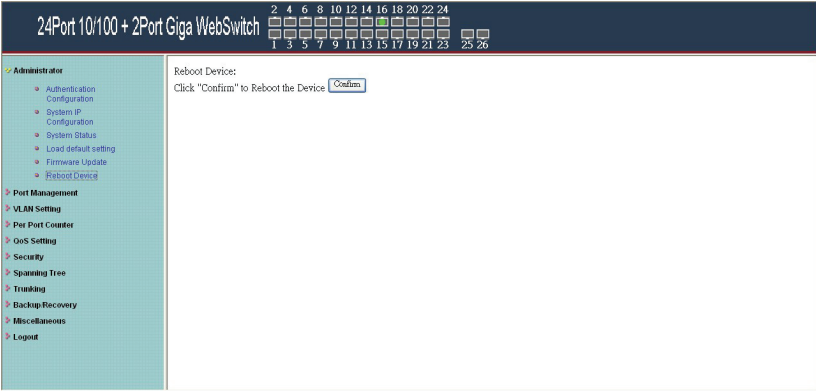 2 4 6 8 10 12 14 16 18 20 22 24
24Port 10/100 + 2Port Giga WebSwitch
1 3 5 7 9 11 13 15 17 19 21 23 25 26
Administrator
Authentication
Configuration
System IP
Configuration
System Status
Load default setting
Firmware Update
Reboot Device
Port Management
VLAN Setting
Per Port Counter
QoS Setting
Security
Spanning Tree
Trunking
Backup/Recovery
Miscellaneous
Logout
Reboot Device:
Click "Confirm" to Reboot the Device Confirm